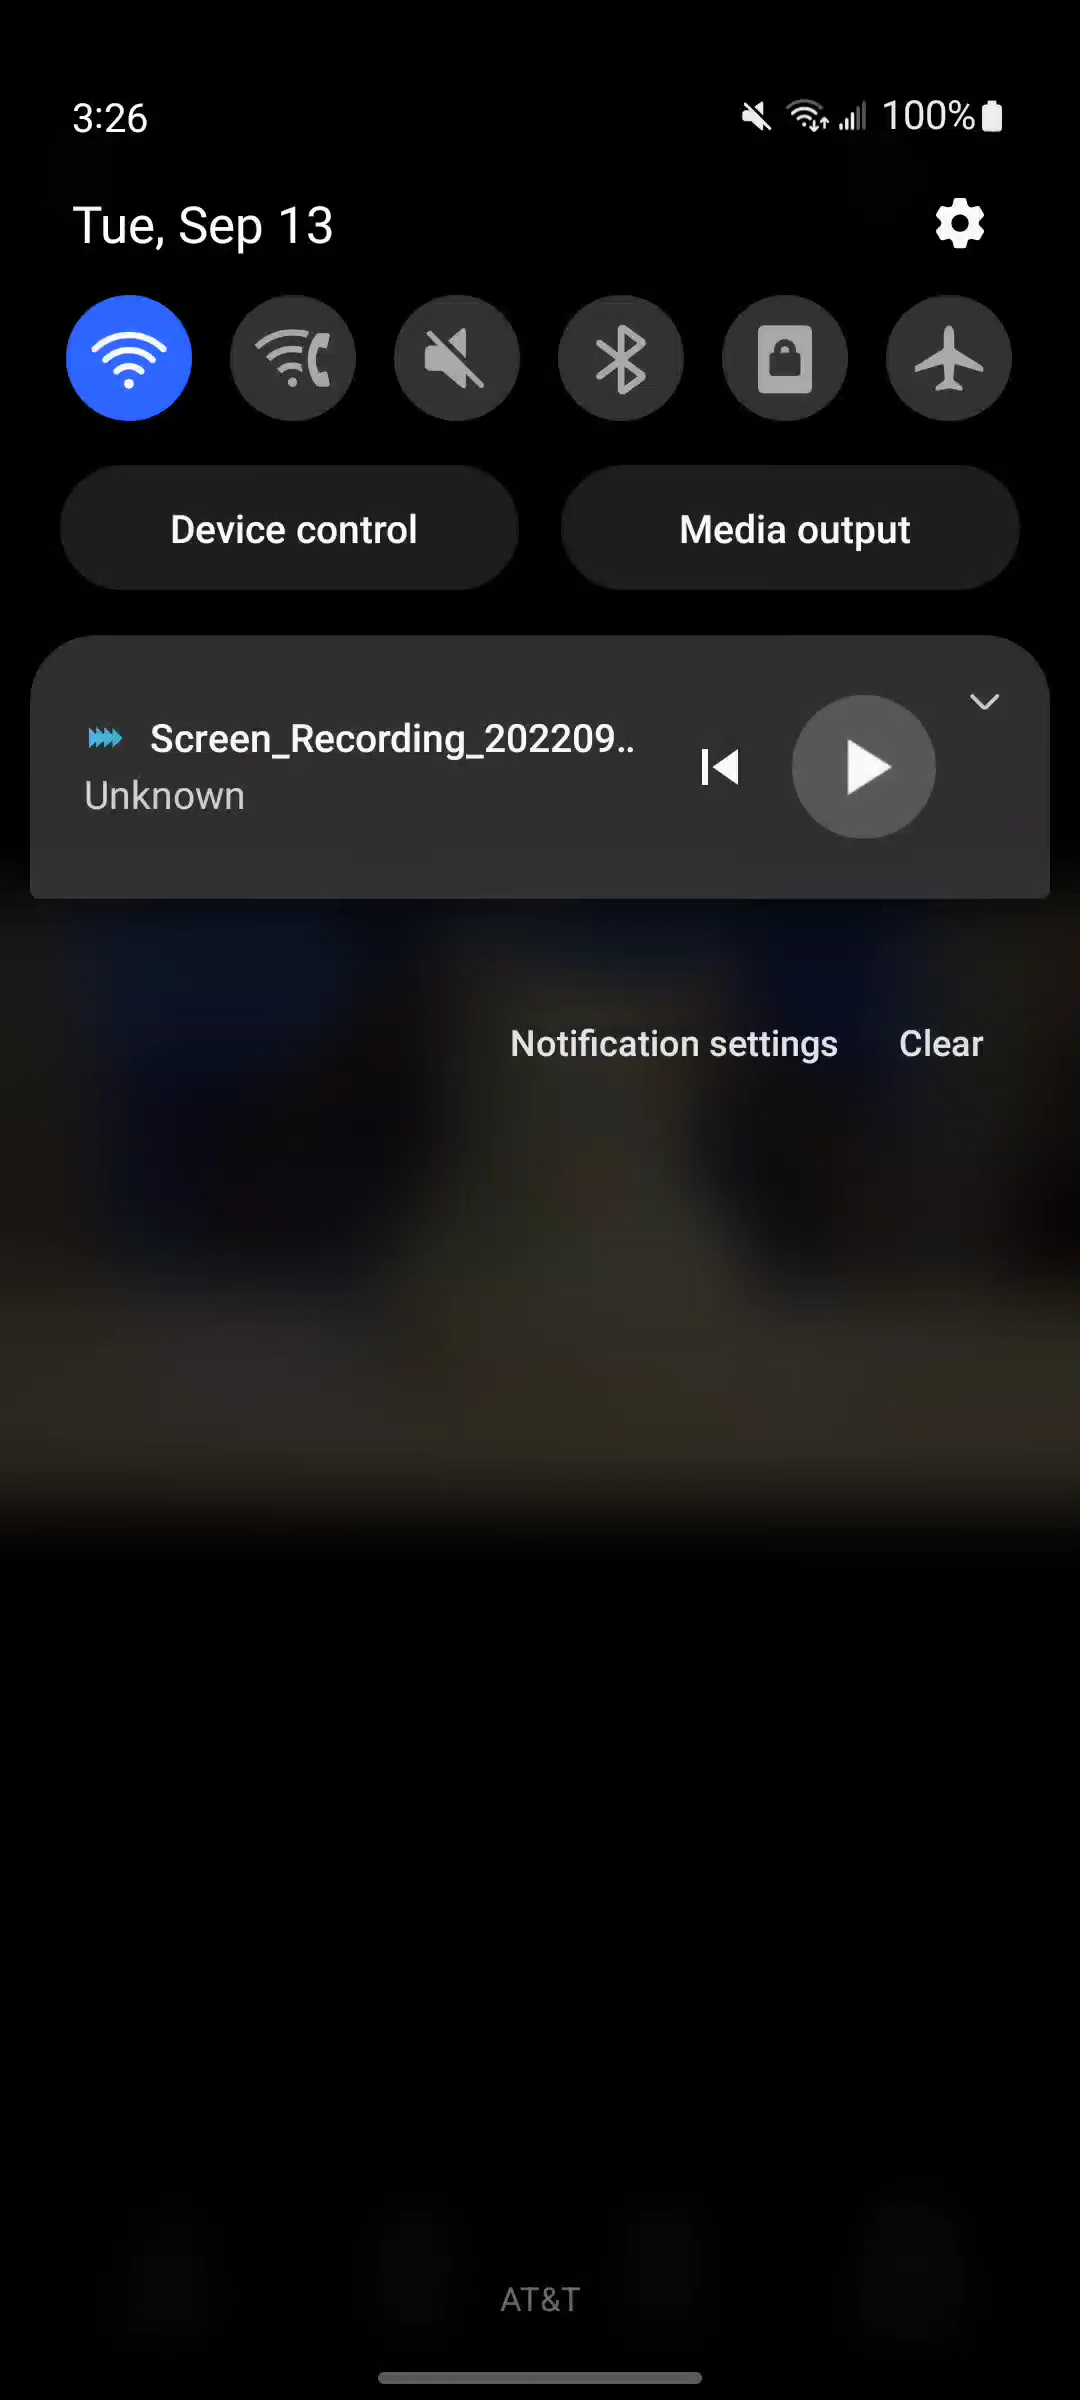 3:26 100%
Tue, Sep 13
Device control Media output
Screen_Recording_202209..
Unknown
Notification settings Clear
AT&T